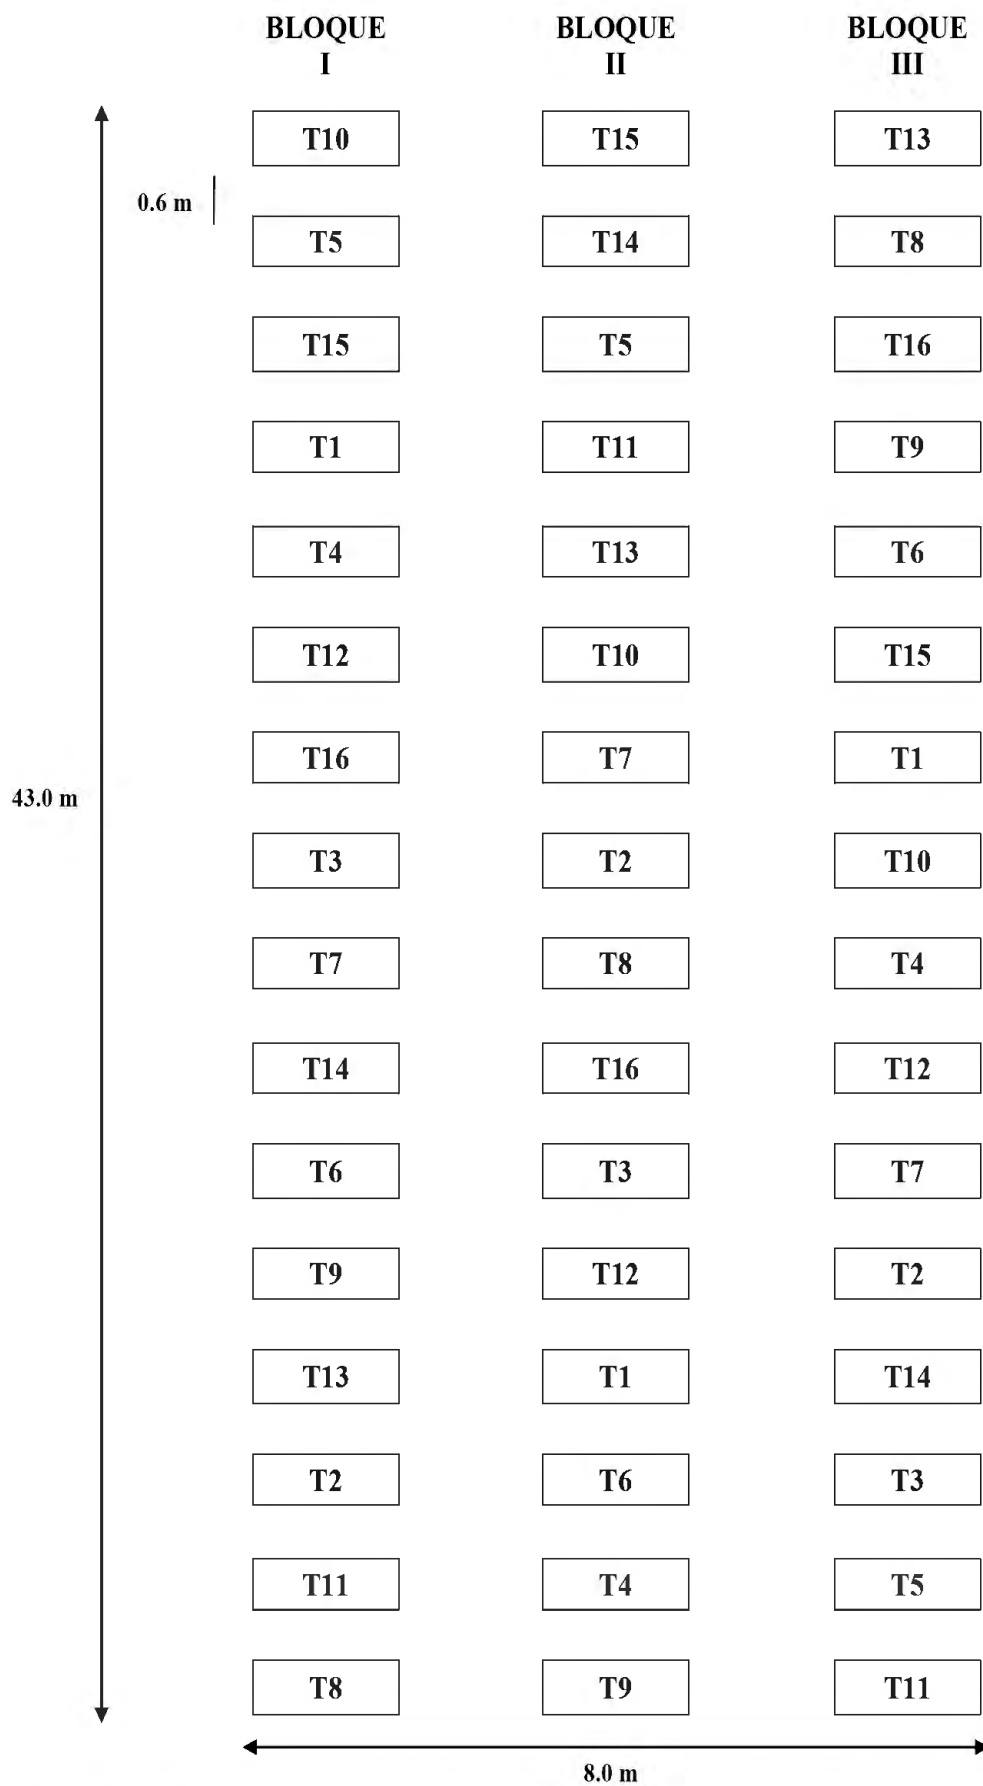 BLOQUE I BLOQUE II BLOQUE III
T10 T15 T13
0.6 m
T5 T14 T8
T15 T5 T16
T1 T11 T9
T4 T13 T6
T12 T10 T15
T16 T7 T1
43.0 m
T3 T2 T10
T7 T8 T4
T14 T16 T12
T6 T3 T7
T9 T12 T2
T13 T1 T14
T2 T6 T3
T11 T4 T5
T8 T9 T11
8.0 m